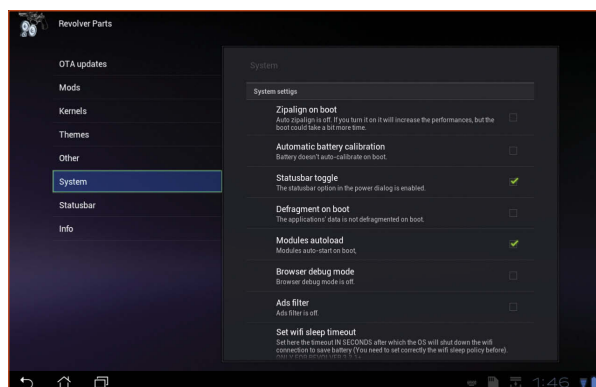 Revolver Parts
OTA updates
Mods
Kernels
Themes
Other
System
Statusbar
Info
System
System settigs
Zipalign on boot
Auto zipalign is off. If you turn it on it will increase the performances, but the
boot could take a bit more time.
Automatic battery calibration
Battery doesn't auto-calibrate on boot.
Statusbar toggle
The statusbar option in the power dialog is enabled.
Defragment on boot
The applications' data is not defragmented on boot.
Modules autoload
Modules auto-start on boot,
Browser debug mode
Browser debug mode is off.
Ads filter
Ads filter is off.
Set wifi sleep timeout
Set here the timeout IN SECONDS after which the OS will shut down the wifi
connection to save battery (You need to set correctly the wifi sleep policy before).
ONLY FOR REVOLVER
1:46